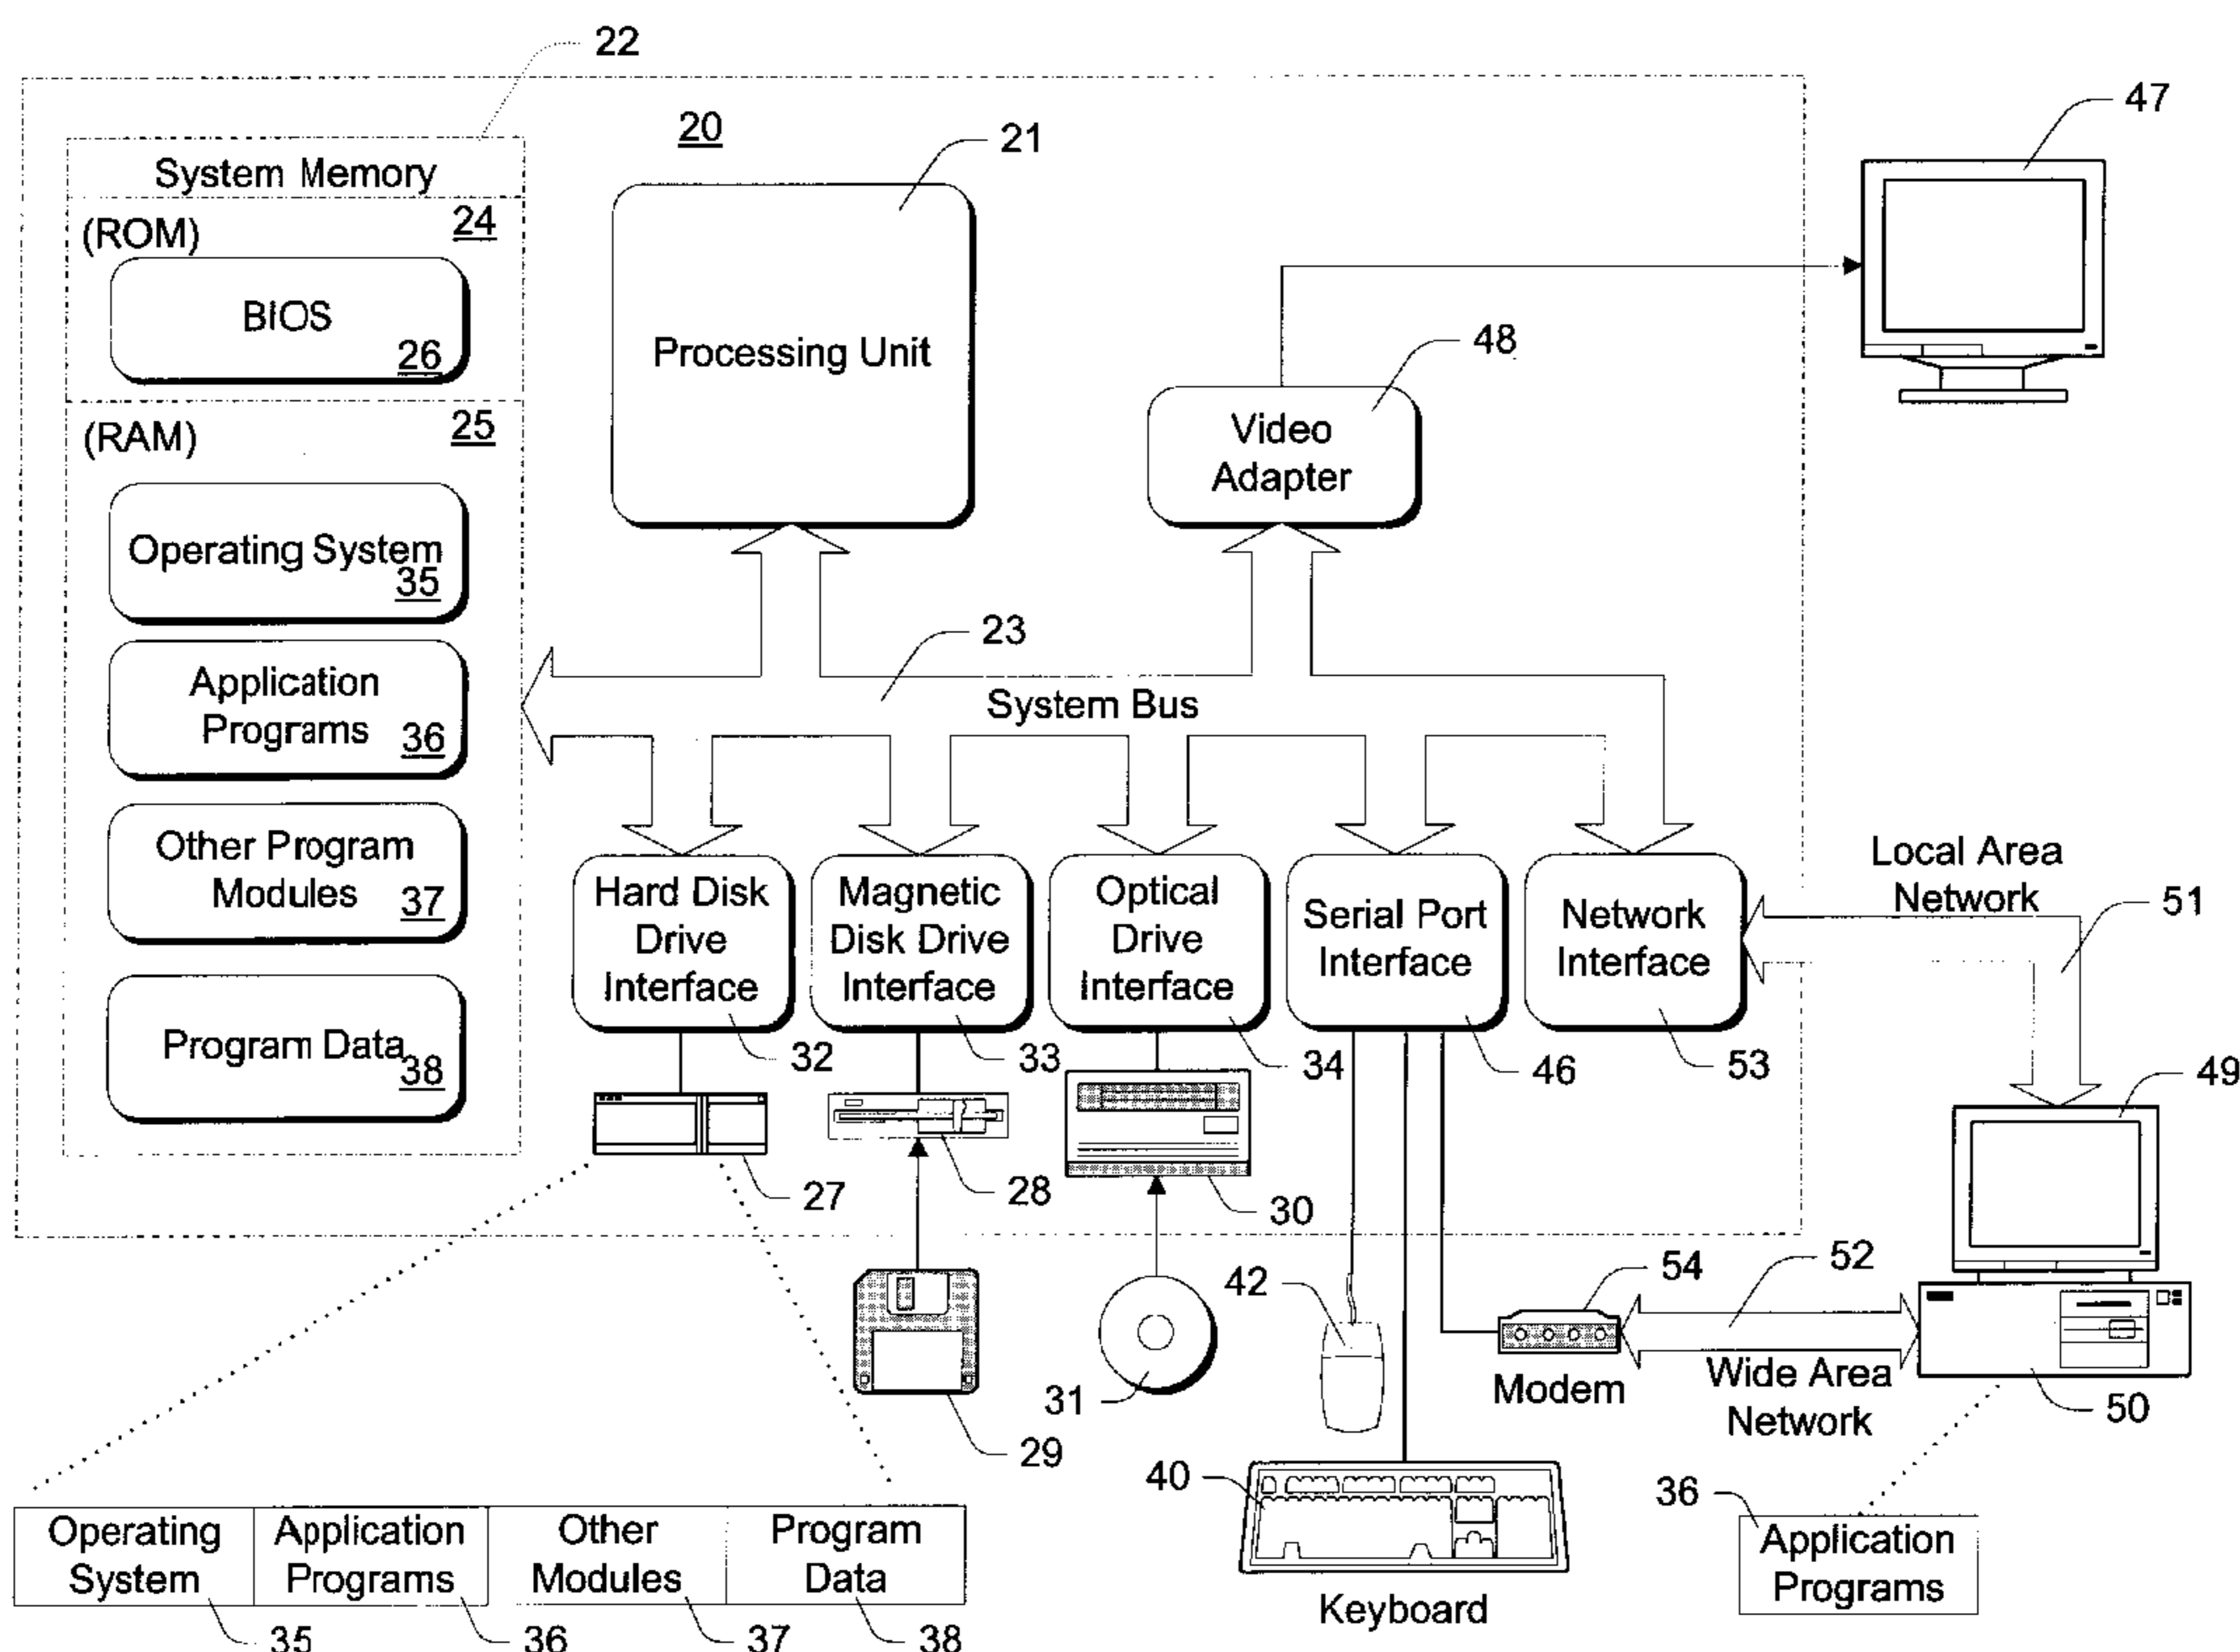 22
20
21
47
System Memory
(ROM)
24
BIOS
26
Processing Unit
48
Video
Adapter
(RAM)
25
Operating System
35
Application
Programs
36
Other Program
Modules
37
Program Data
38
23
System Bus
Hard Disk
Drive
Interface
32
Magnetic
Disk Drive
Interface
33
Optical
Drive
Interface
34
Serial Port
Interface
46
Network
Interface
53
Local Area
Network
51
49
27
28
30
29
31
42
54
52
Modem
Wide Area
Network
50
40
Keyboard
36
Application
Programs
Operating
System
35
Application
Programs
36
Other
Modules
37
Program
Data
38